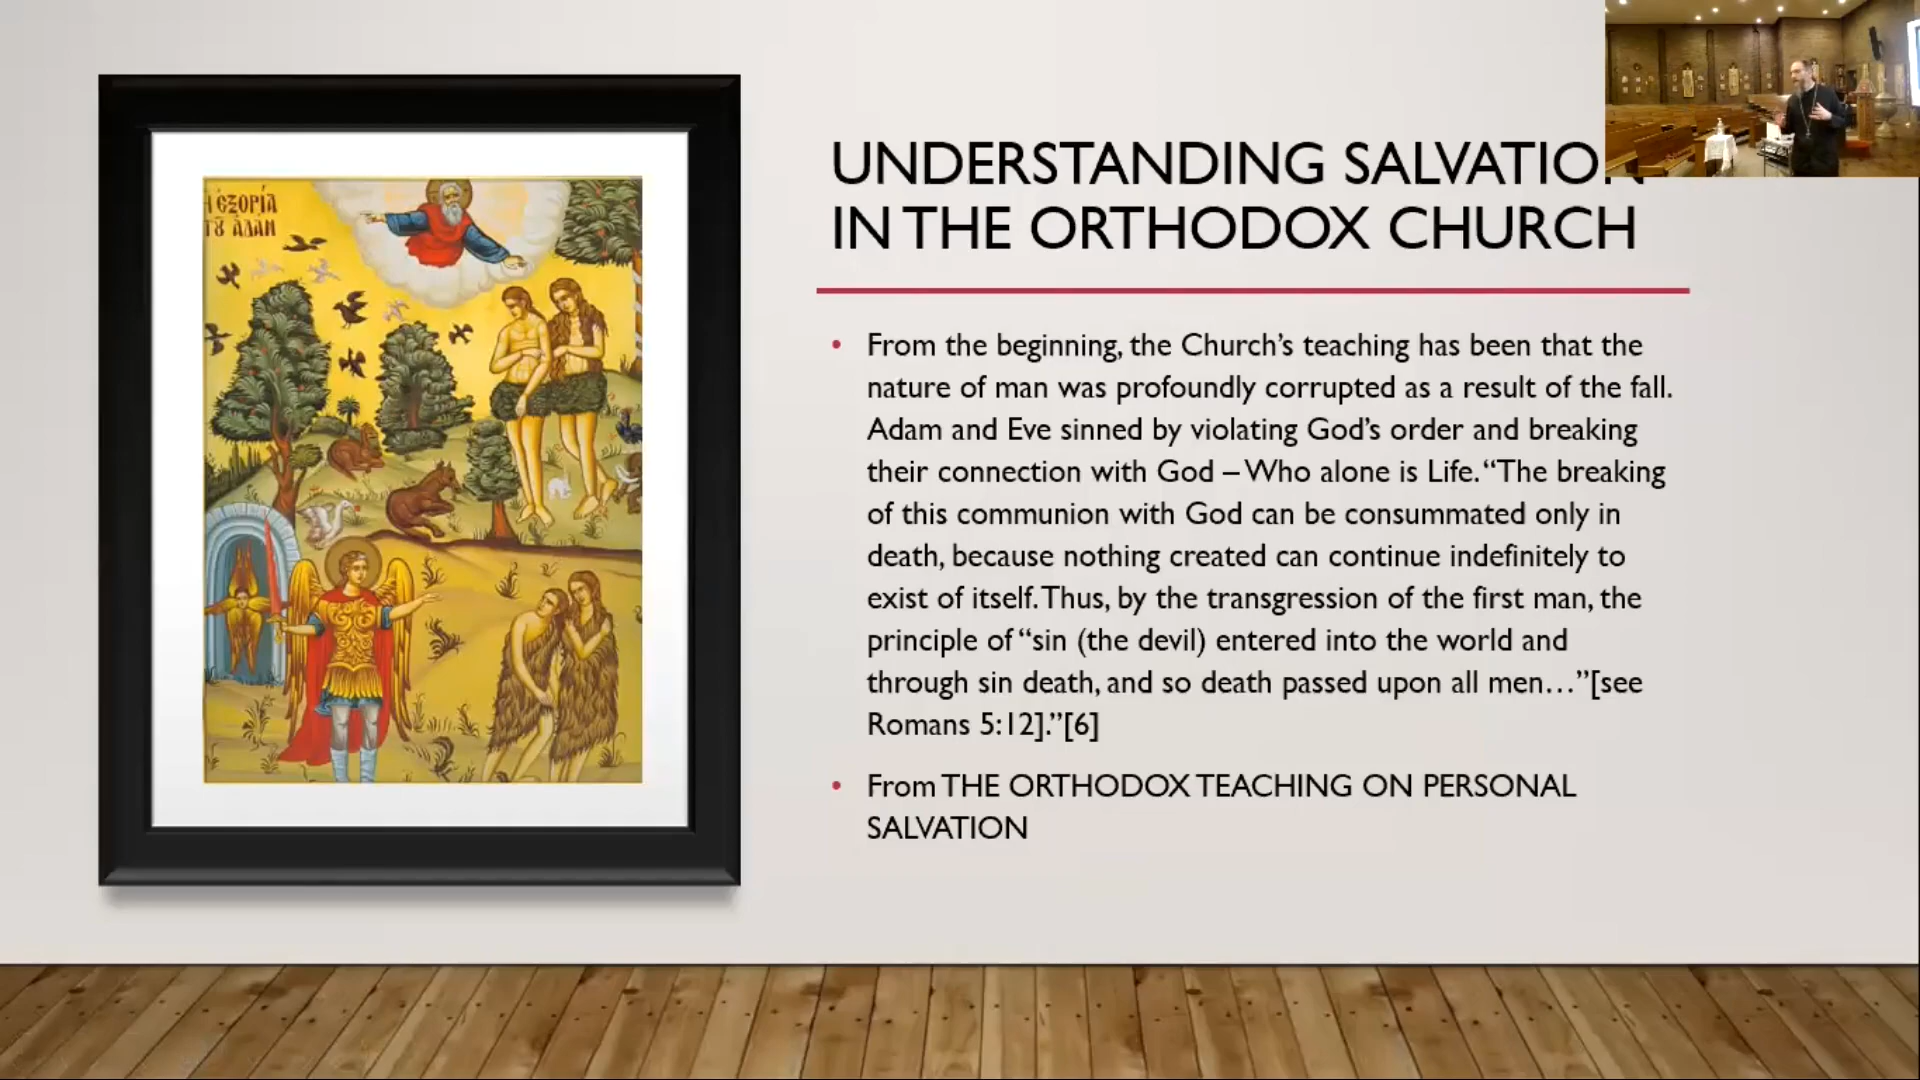 Η ἘΞΟΡΊΑ
ΤΟΥ ἈΔΆΜ
UNDERSTANDING SALVATION
IN THE ORTHODOX CHURCH
• From the beginning, the Church’s teaching has been that the
nature of man was profoundly corrupted as a result of the fall.
Adam and Eve sinned by violating God’s order and breaking
their connection with God – Who alone is Life. “The breaking
of this communion with God can be consummated only in
death, because nothing created can continue indefinitely to
exist of itself. Thus, by the transgression of the first man, the
principle of “sin (the devil) entered into the world and
through sin death, and so death passed upon all men…”[see
Romans 5:12].”[6]
• From THE ORTHODOX TEACHING ON PERSONAL
SALVATION